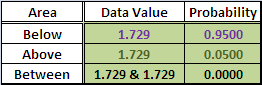 Area Data Value Probability
Below 1.729 0.9500
Above 1.729 0.0500
Between 1.729 & 1.729 0.0000